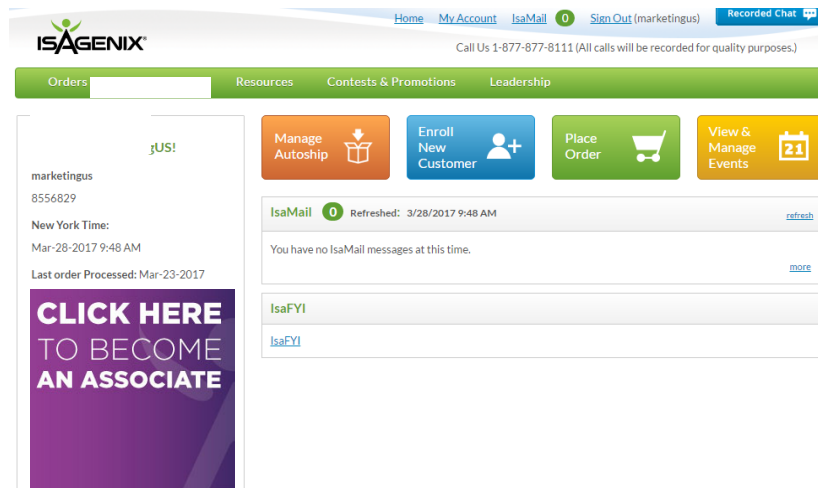 Home My Account IsaMail 0 Sign Out (marketingus) Recorded Chat
ISAGENIX®
Call Us 1-877-877-8111 (All calls will be recorded for quality purposes.)
Orders Resources Contests & Promotions Leadership
US!
marketingus
8556829
New York Time:
Mar-28-2017 9:48 AM
Last order Processed: Mar-23-2017
CLICK HERE
TO BECOME
AN ASSOCIATE
Manage
Autoship
Enroll
New
Customer
Place
Order
View &
Manage
Events
21
IsaMail 0 Refreshed: 3/28/2017 9:48 AM refresh
You have no IsaMail messages at this time.
more
IsaFYI
IsaFYI